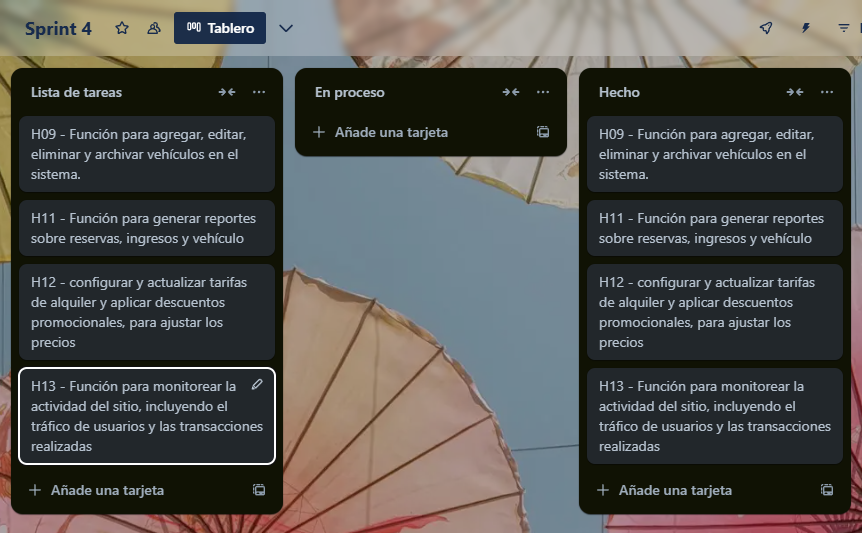 Sprint 4
Tablero
Lista de tareas
H09 - Función para agregar, editar,
eliminar y archivar vehículos en el
sistema.
H11 - Función para generar reportes
sobre reservas, ingresos y vehículo
H12 - configurar y actualizar tarifas
de alquiler y aplicar descuentos
promocionales, para ajustar los
precios
H13 - Función para monitorear la
actividad del sitio, incluyendo el
tráfico de usuarios y las transacciones
realizadas
Añade una tarjeta
En proceso
Añade una tarjeta
Hecho
H09 - Función para agregar, editar,
eliminar y archivar vehículos en el
sistema.
H11 - Función para generar reportes
sobre reservas, ingresos y vehículo
H12 - configurar y actualizar tarifas
de alquiler y aplicar descuentos
promocionales, para ajustar los
precios
H13 - Función para monitorear la
actividad del sitio, incluyendo el
tráfico de usuarios y las transacciones
realizadas
Añade una tarjeta